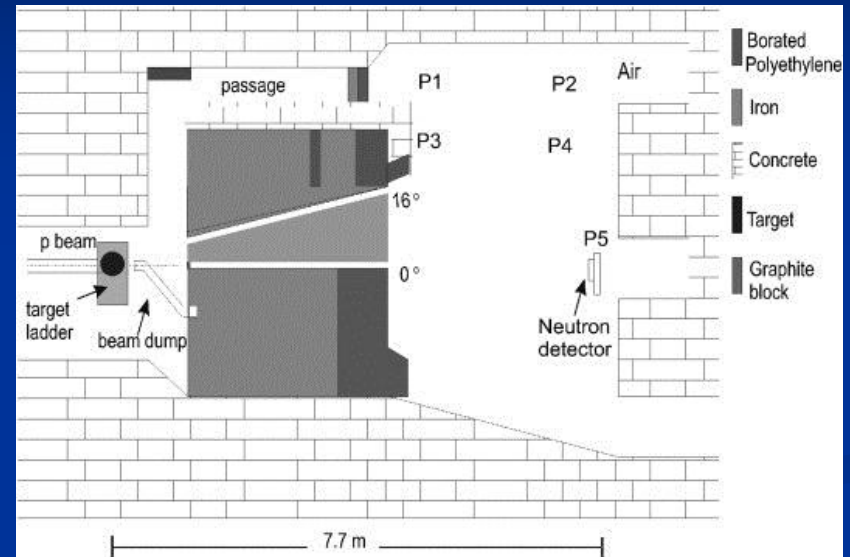 passage
P1
P2
Air
P3
P4
16°
p beam
P5
0°
target
ladder
beam dump
Neutron
detector
7.7 m
Borated
Polyethylene
Iron
Concrete
Target
Graphite
block